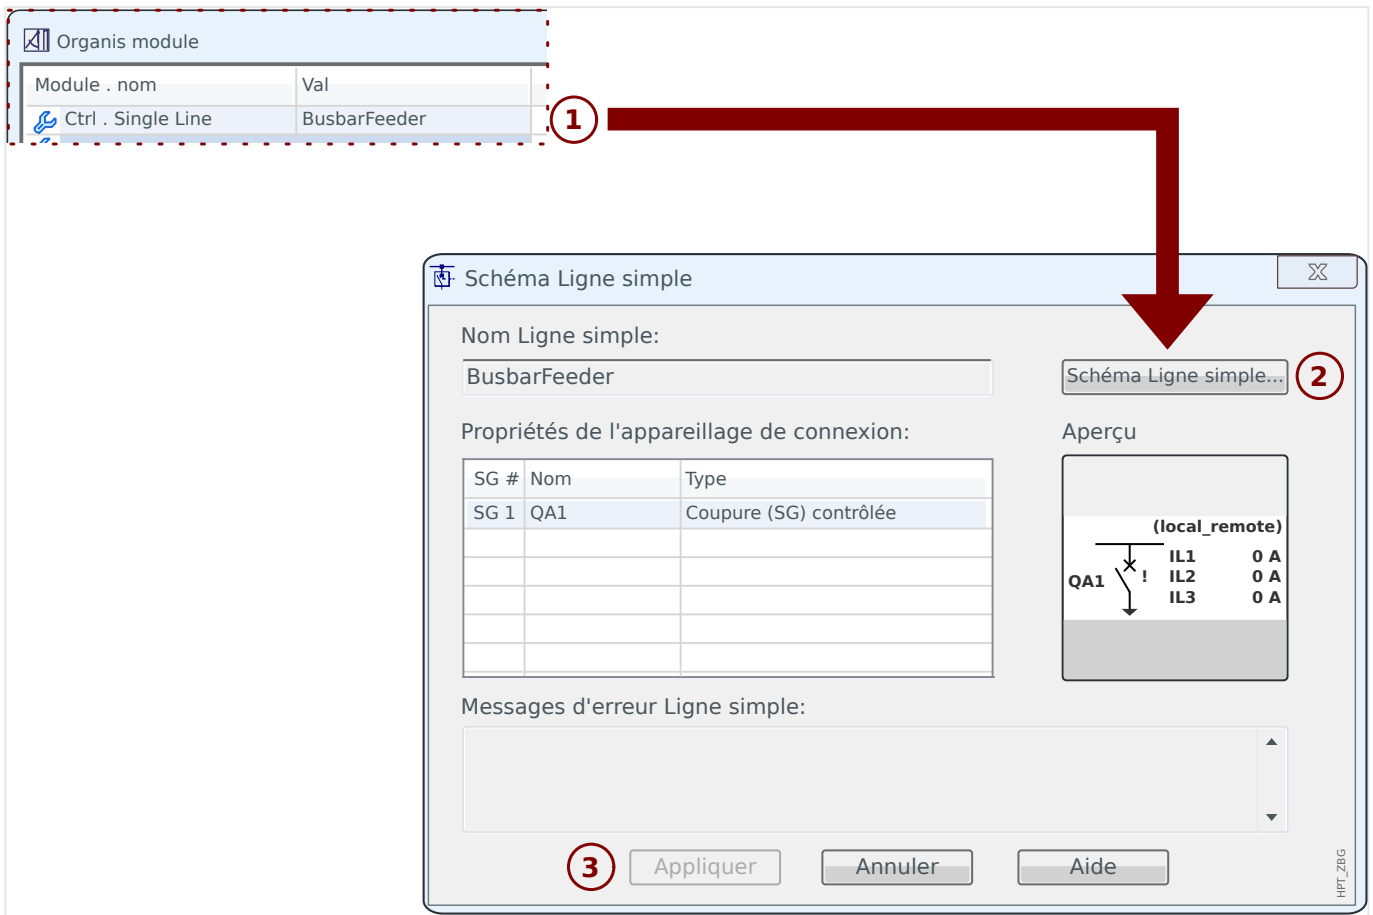 Organis module
Module . nom Val
Ctrl . Single Line BusbarFeeder
1
Schéma Ligne simple
X
Nom Ligne simple:
BusbarFeeder
Schéma Ligne simple...
2
Propriétés de l'appareillage de connexion:
Aperçu
SG # Nom Type
SG 1 QA1 Coupure (SG) contrôlée
(local_remote)
IL1 0 A
QA1 ! IL2 0 A
IL3 0 A
Messages d'erreur Ligne simple:
3
Appliquer Annuler Aide
HPT_ZBG